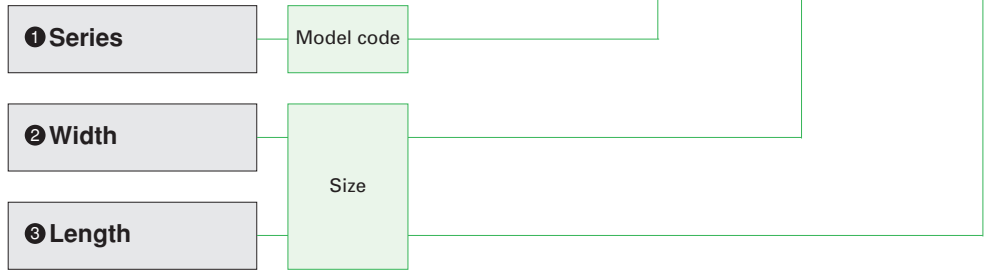 ❶Series
Model code
❷Width
Size
❸Length